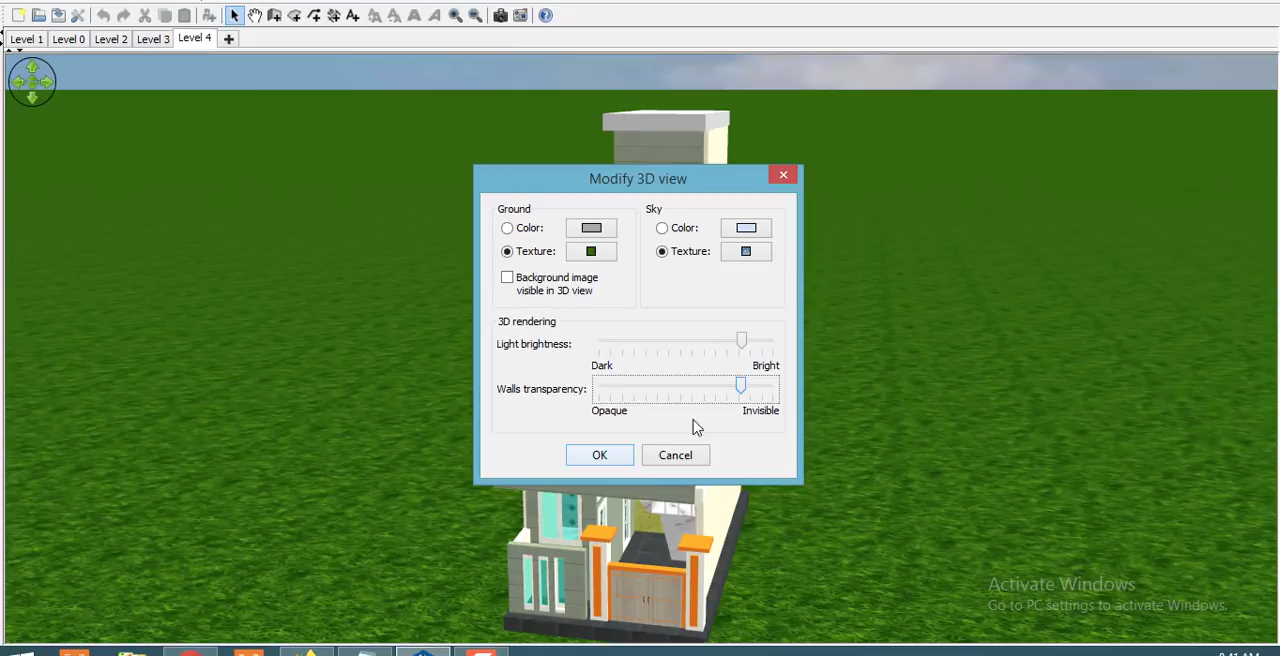 Level 1 Level 0 Level 2 Level 3 Level 4
Modify 3D view
Ground
Sky
Color:
Color:
Texture:
Texture:
Background image
visible in 3D view
3D rendering
Light brightness:
Dark Bright
Walls transparency:
Opaque Invisible
OK Cancel
Activate Windows
Go to PC settings to activate Windows.